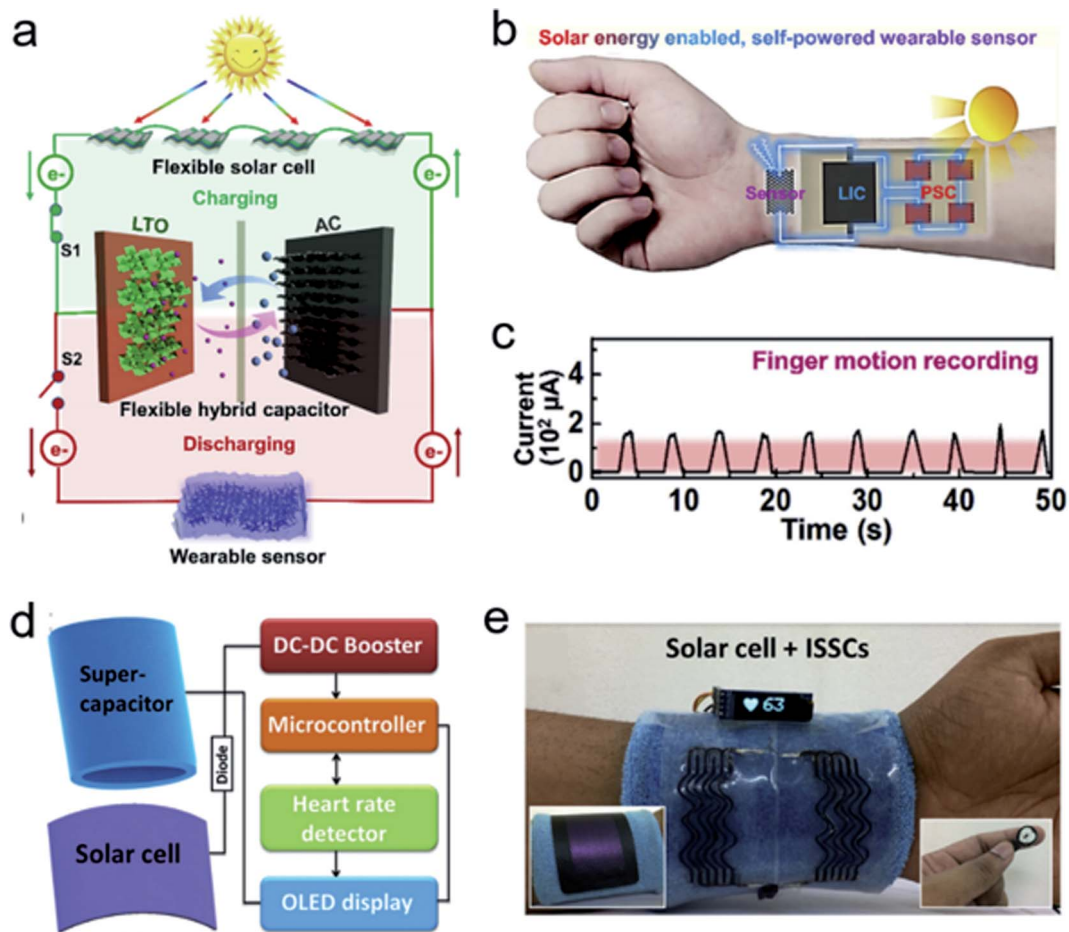 a
Flexible solar cell
e-
e-
Charging
LTO
AC
S1
S2
Flexible hybrid capacitor
Discharging
e-
e-
Wearable sensor
b
Solar energy enabled, self-powered wearable sensor
Sensor
LIC
PSC
c
Finger motion recording
Current
(10² µA)
4
2
0
0 10 20 30 40 50
Time (s)
d
Super-
capacitor
Diode
Solar cell
DC-DC Booster
Microcontroller
Heart rate
detector
OLED display
e
Solar cell + ISSCs
63